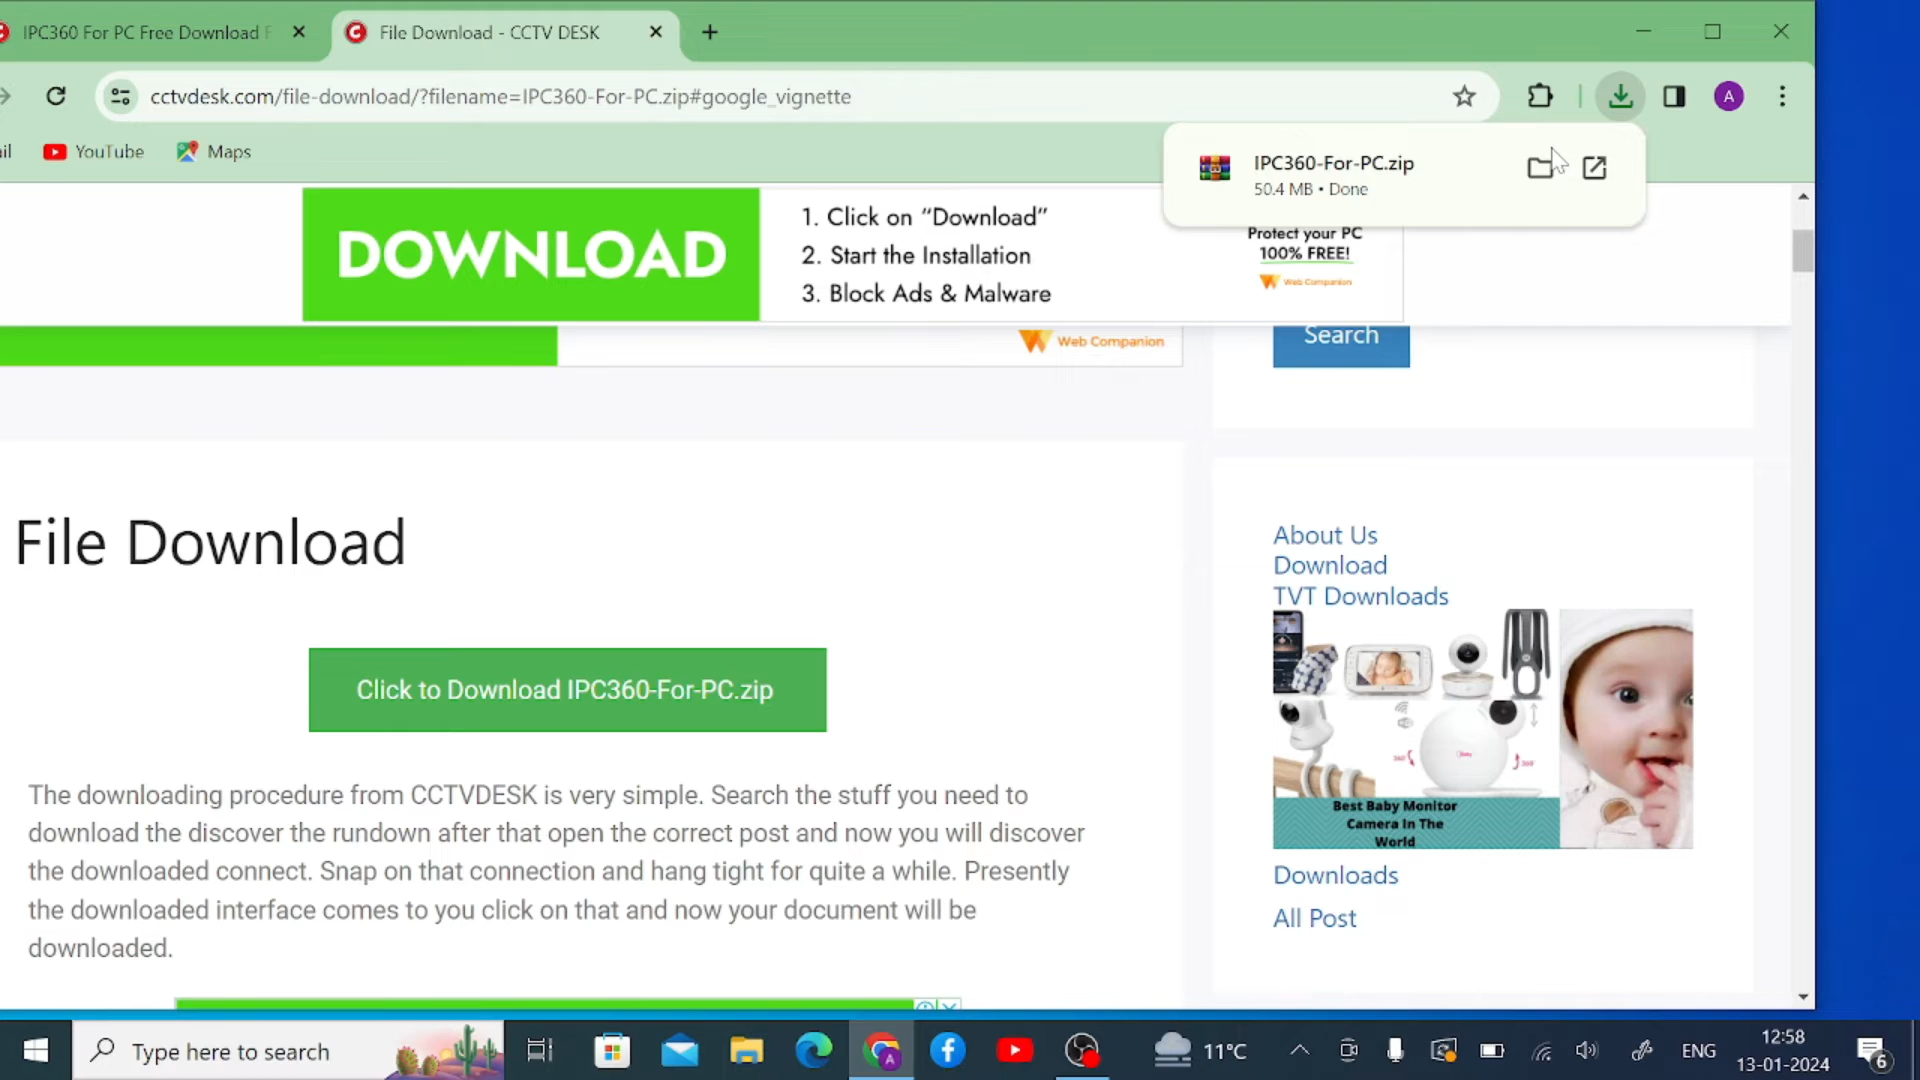 IPC360 For PC Free Download F
File Download - CCTV DESK
cctvdesk.com/file-download/?filename=IPC360-For-PC.zip#google_vignette
A
YouTube
Maps
IPC360-For-PC.zip
50.4 MB • Done
DOWNLOAD
1. Click on “Download”
2. Start the Installation
3. Block Ads & Malware
Protect your PC
100% FREE!
Web Companion
Web Companion
Search
File Download
Click to Download IPC360-For-PC.zip
The downloading procedure from CCTVDESK is very simple. Search the stuff you need to
download the discover the rundown after that open the correct post and now you will discover
the downloaded connect. Snap on that connection and hang tight for quite a while. Presently
the downloaded interface comes to you click on that and now your document will be
downloaded.
About Us
Download
TVT Downloads
Best Baby Monitor
Camera In The
World
Downloads
All Post
Type here to search
A
11°C
ENG
12:58
13-01-2024
6